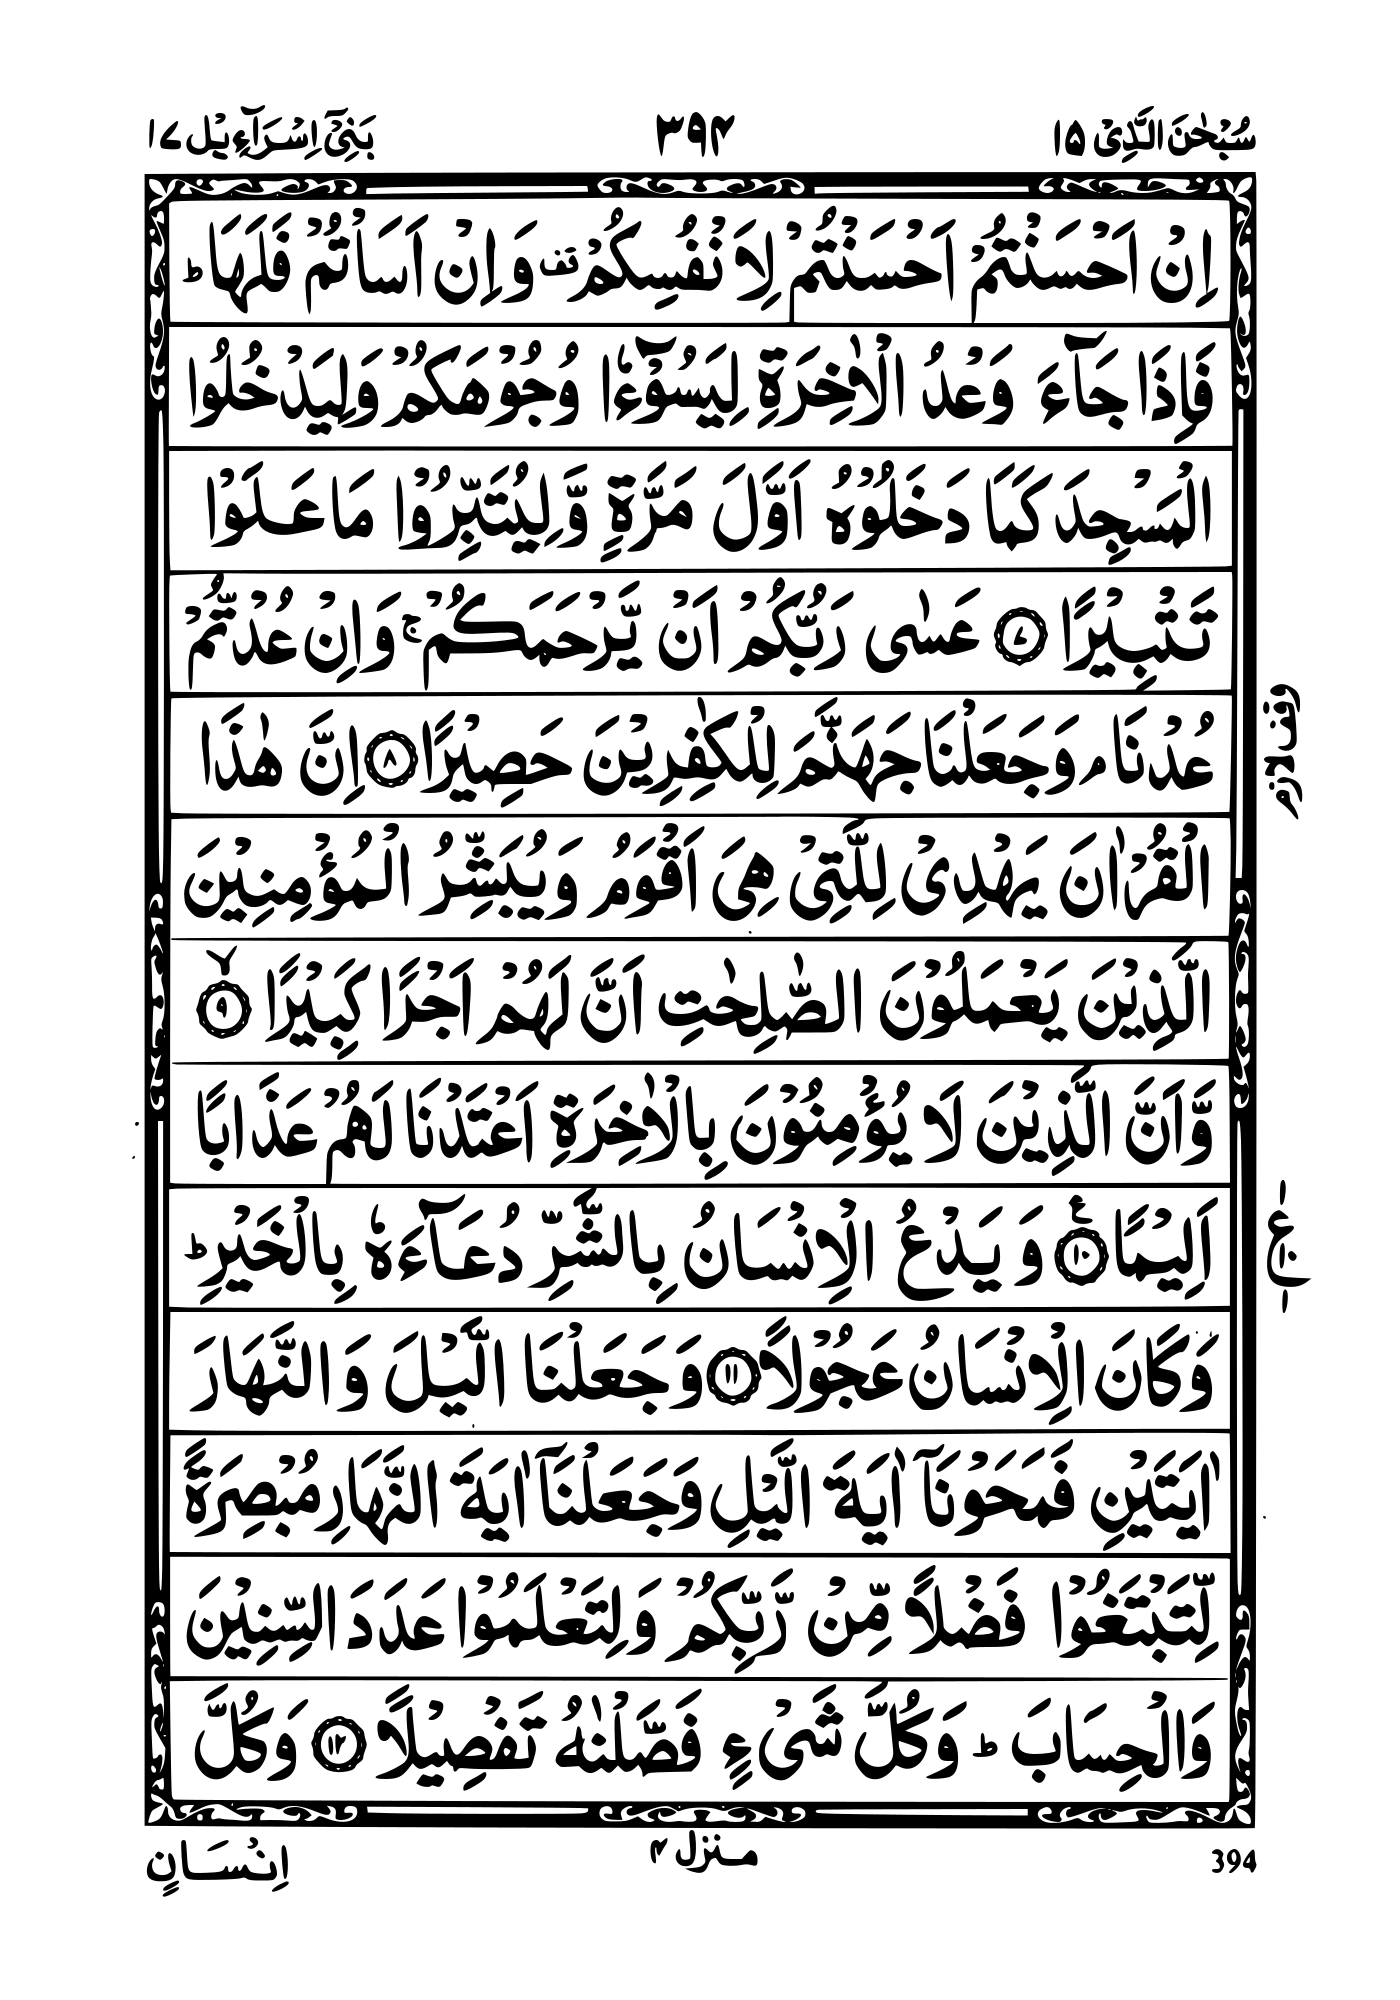 سُبْحٰنَ الَّذِیْ ۱۵ ۳۹۴ بَنِیْۤ اِسْرَآءِیْل ۱۷
اِنْ اَحْسَنْتُمْ اَحْسَنْتُمْ لِاَنْفُسِكُمْ ۫ وَ اِنْ اَسَاْتُمْ فَلَهَا ؕ
فَاِذَا جَآءَ وَعْدُ الْاٰخِرَةِ لِیَسُوْٓءٗا وُجُوْهَكُمْ وَ لِیَدْخُلُوا
الْمَسْجِدَ كَمَا دَخَلُوْهُ اَوَّلَ مَرَّةٍ وَّ لِیُتَبِّرُوْا مَا عَلَوْا
تَتْبِیْرًا ۝۷ عَسٰی رَبُّكُمْ اَنْ یَّرْحَمَكُمْ ۚ وَ اِنْ عُدْتُّمْ
عُدْنَا ۘ وَ جَعَلْنَا جَهَنَّمَ لِلْكٰفِرِیْنَ حَصِیْرًا ۝۸ اِنَّ هٰذَا
الْقُرْاٰنَ یَهْدِیْ لِلَّتِیْ هِیَ اَقْوَمُ وَ یُبَشِّرُ الْمُؤْمِنِیْنَ
الَّذِیْنَ یَعْمَلُوْنَ الصّٰلِحٰتِ اَنَّ لَهُمْ اَجْرًا كَبِیْرًا ۝۹ۙ
وَّ اَنَّ الَّذِیْنَ لَا یُؤْمِنُوْنَ بِالْاٰخِرَةِ اَعْتَدْنَا لَهُمْ عَذَابًا
اَلِیْمًا ۝۱۰ ع وَ یَدْعُ الْاِنْسَانُ بِالشَّرِّ دُعَآءَهٗ بِالْخَیْرِ ؕ
وَ كَانَ الْاِنْسَانُ عَجُوْلًا ۝۱۱ وَ جَعَلْنَا الَّیْلَ وَ النَّهَارَ
اٰیَتَیْنِ فَمَحَوْنَاۤ اٰیَةَ الَّیْلِ وَ جَعَلْنَاۤ اٰیَةَ النَّهَارِ مُبْصِرَةً
لِّتَبْتَغُوْا فَضْلًا مِّنْ رَّبِّكُمْ وَ لِتَعْلَمُوْا عَدَدَ السِّنِیْنَ
وَ الْحِسَابَ ؕ وَ كُلَّ شَیْءٍ فَصَّلْنٰهُ تَفْصِیْلًا ۝۱۲ وَ كُلَّ
وقف لازم
ع
394 منزل ۴ اِنْسَانٍ